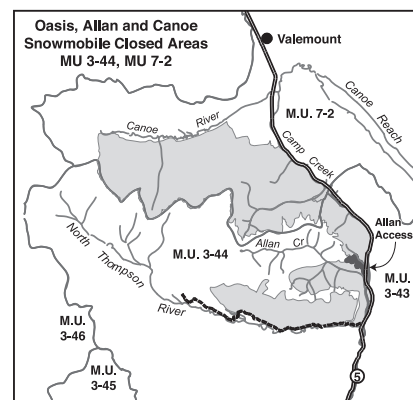 Oasis, Allan and Canoe
Snowmobile Closed Areas
MU 3-44, MU 7-2
Valemount
M.U. 7-2
Canoe Reach
Canoe River
Camp Creek
Allan
Access
North Thompson River
M.U. 3-44
Allan Cr
M.U.
3-43
M.U.
3-46
M.U.
3-45
5